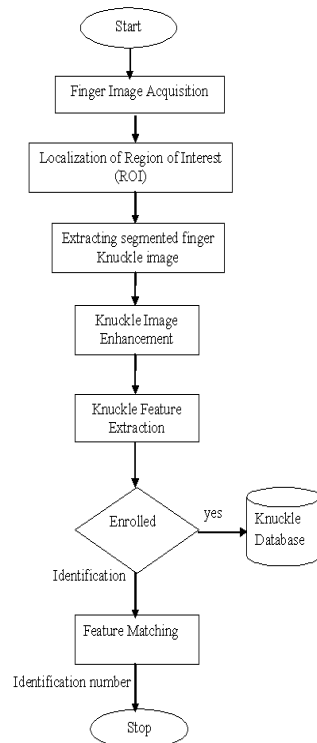 Start
Finger Image Acquisition
Localization of Region of Interest
(ROI)
Extracting segmented finger
Knuckle image
Knuckle Image
Enhancement
Knuckle Feature
Extraction
Enrolled
yes
Knuckle
Database
Identification
Feature Matching
Identification number
Stop